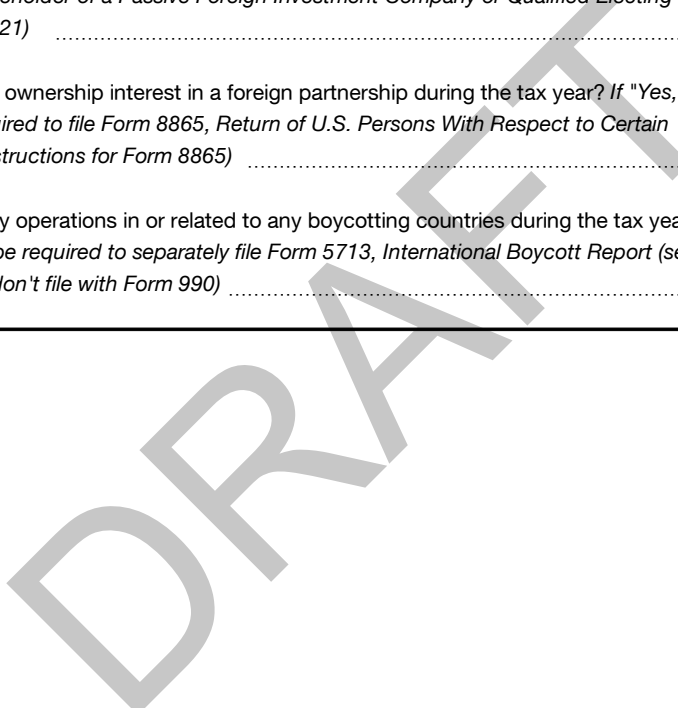 eholder of a Passive Foreign Investment Company or Qualified Electing
21)
ownership interest in a foreign partnership during the tax year? If "Yes,
uired to file Form 8865, Return of U.S. Persons With Respect to Certain
structions for Form 8865)
y operations in or related to any boycotting countries during the tax yea
be required to separately file Form 5713, International Boycott Report (se
don't file with Form 990)
DRAFT